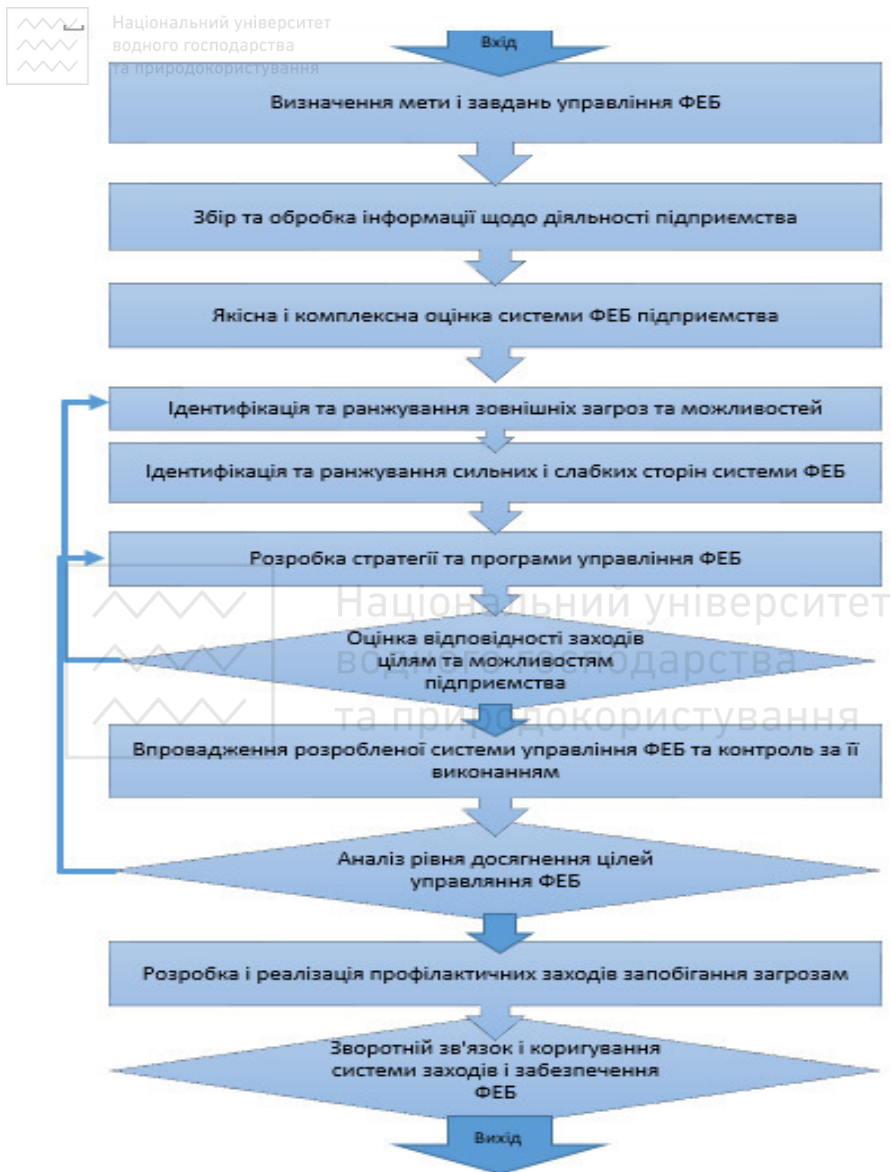 Національний університет
водного господарства
та природокористування
Вхід
Визначення мети і завдань управління ФЕБ
Збір та обробка інформації щодо діяльності підприємства
Якісна і комплексна оцінка системи ФЕБ підприємства
Ідентифікація та ранжування зовнішніх загроз та можливостей
Ідентифікація та ранжування сильних і слабких сторін системи ФЕБ
Розробка стратегії та програми управління ФЕБ
Національний університет
Оцінка відповідності заходів
цілям та можливостям
водного господарства
підприємства
та природокористування
Впровадження розробленої системи управління ФЕБ та контроль за її
виконанням
Аналіз рівня досягнення цілей
управляння ФЕБ
Розробка і реалізація профілактичних заходів запобігання загрозам
Зворотній зв'язок і коригування
системи заходів і забезпечення
ФЕБ
Вихід